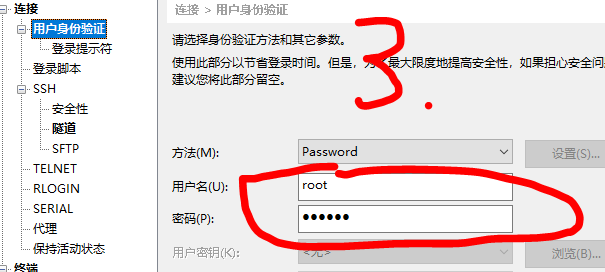 连接
用户身份验证
登录提示符
登录脚本
SSH
安全性
隧道
SFTP
TELNET
RLOGIN
SERIAL
代理
保持活动状态
终端
连接 > 用户身份验证
请选择身份验证方法和其它参数。
使用此部分以节省登录时间。但是，为了最大限度地提高安全性，如果担心安全问
建议您将此部分留空。
3.
方法(M): Password 设置(S)...
用户名(U): root
密码(P): ●●●●●●
用户密钥(K): <无> 浏览(B)...